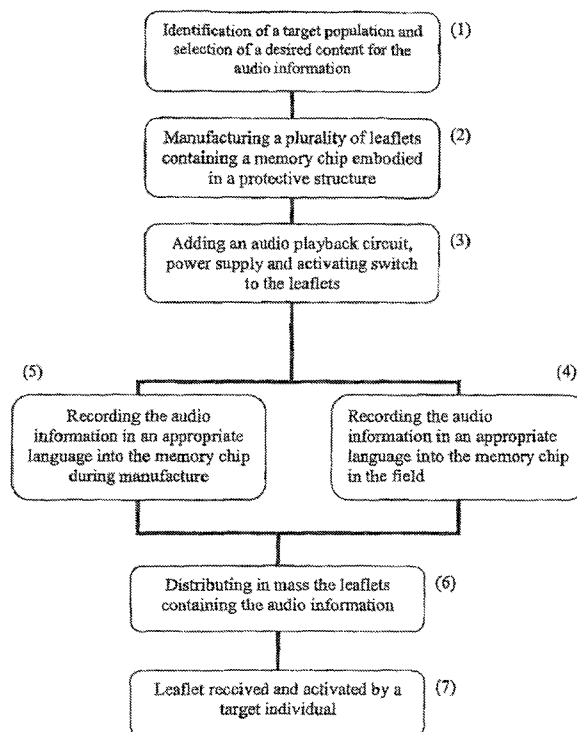 Identification of a target population and
selection of a desired content for the
audio information
(1)
Manufacturing a plurality of leaflets
containing a memory chip embodied
in a protective structure
(2)
Adding an audio playback circuit,
power supply and activating switch
to the leaflets
(3)
(5)
Recording the audio
information in an appropriate
language into the memory chip
during manufacture
(4)
Recording the audio
information in an appropriate
language into the memory chip
in the field
Distributing in mass the leaflets
containing the audio information
(6)
Leaflet received and activated by a
target individual
(7)